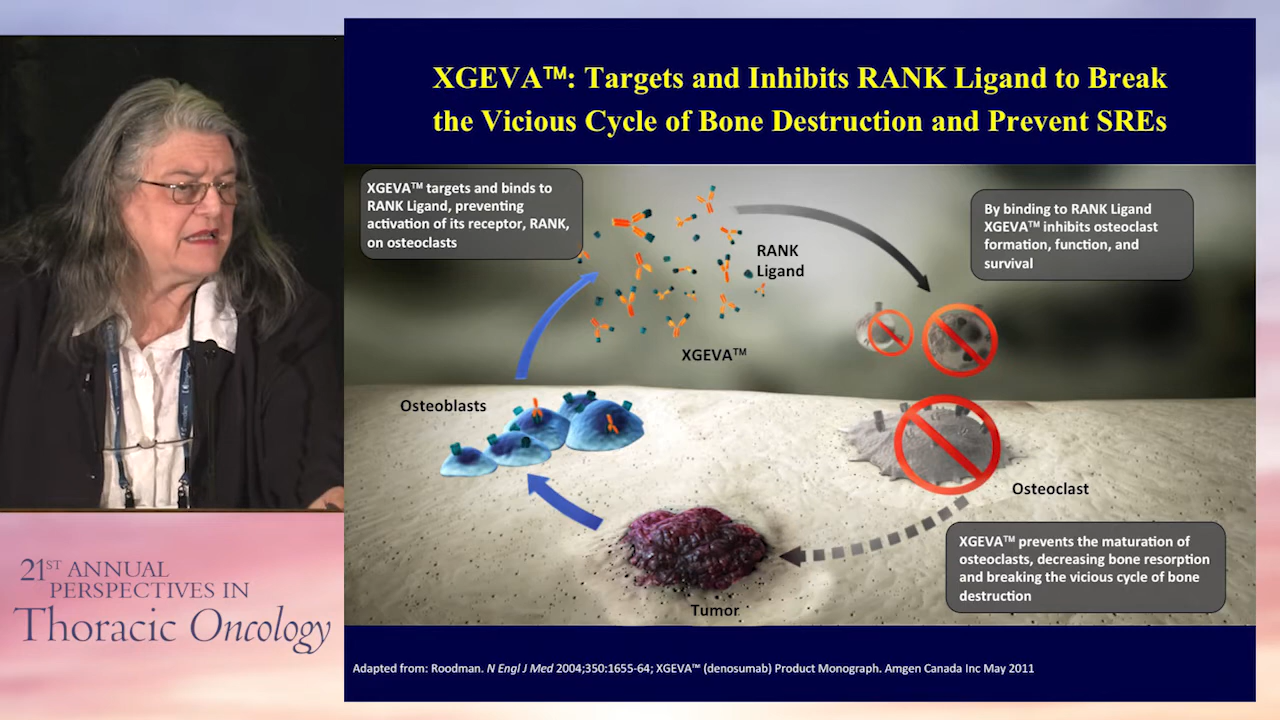 XGEVA™: Targets and Inhibits RANK Ligand to Break
the Vicious Cycle of Bone Destruction and Prevent SREs
XGEVA™ targets and binds to
RANK Ligand, preventing
activation of its receptor, RANK,
on osteoclasts
RANK
Ligand
XGEVA™
By binding to RANK Ligand
XGEVA™ inhibits osteoclast
formation, function, and
survival
Osteoblasts
Osteoclast
XGEVA™ prevents the maturation of
osteoclasts, decreasing bone resorption
and breaking the vicious cycle of bone
destruction
Tumor
21ST ANNUAL
PERSPECTIVES IN
Thoracic Oncology
Adapted from: Roodman. N Engl J Med 2004;350:1655-64; XGEVA™ (denosumab) Product Monograph. Amgen Canada Inc May 2011